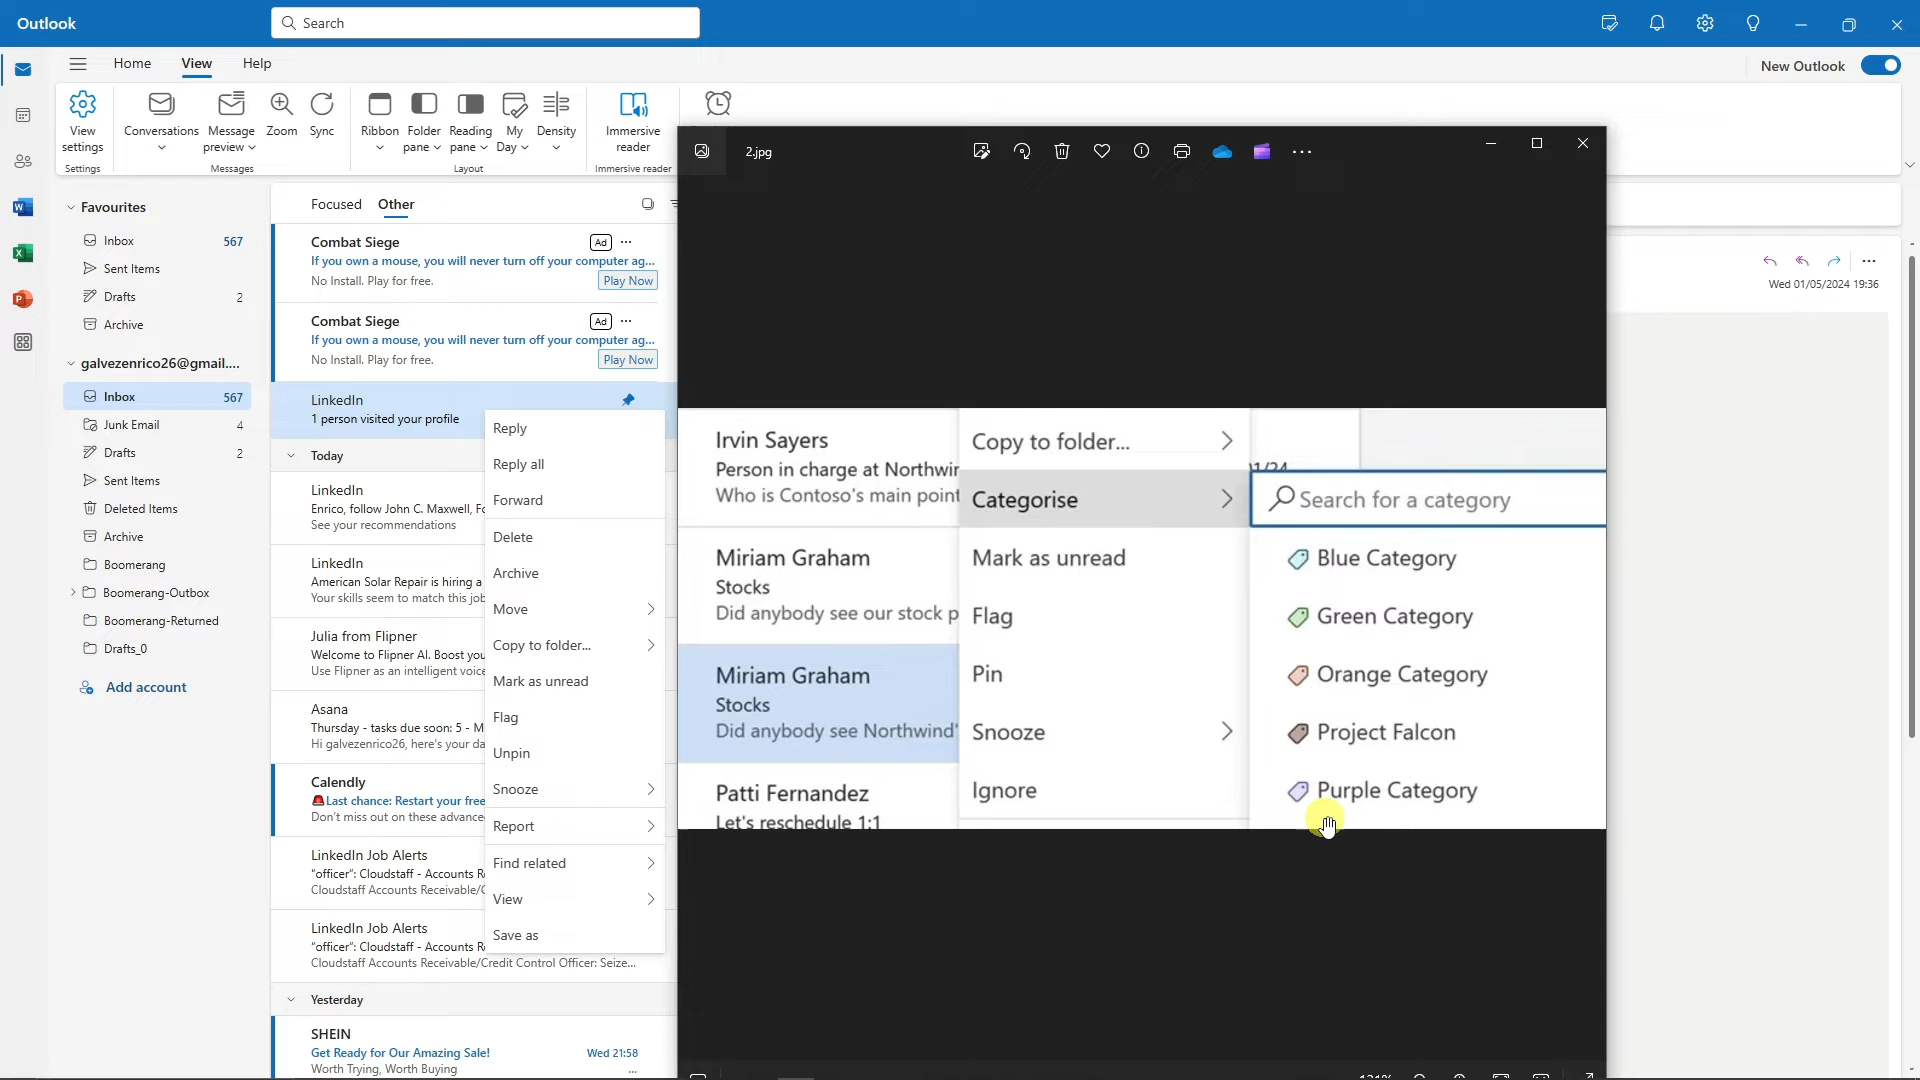 Outlook
Search
Home
View
Help
New Outlook
View settings
Conversations
Message preview
Zoom
Sync
Ribbon
Folder pane
Reading pane
My Day
Density
Immersive reader
Settings
Messages
Layout
Immersive reader
Favourites
Inbox 567
Sent Items
Drafts 2
Archive
galvezenrico26@gmail....
Inbox 567
Junk Email 4
Drafts 2
Sent Items
Deleted Items
Archive
Boomerang
Boomerang-Outbox
Boomerang-Returned
Drafts_0
Add account
Focused Other
Combat Siege Ad ...
If you own a mouse, you will never turn off your computer ag...
No Install. Play for free. Play Now
Combat Siege Ad ...
If you own a mouse, you will never turn off your computer ag...
No Install. Play for free. Play Now
LinkedIn
1 person visited your profile
Today
LinkedIn
Enrico, follow John C. Maxwell,
See your recommendations
LinkedIn
American Solar Repair is hiring a
Your skills seem to match this job
Julia from Flipner
Welcome to Flipner AI. Boost you
Use Flipner as an intelligent voice
Asana
Thursday - tasks due soon: 5 - M
Hi galvezenrico26, here's your da
Calendly
🚨Last chance: Restart your free
Don't miss out on these advance
LinkedIn Job Alerts
"officer": Cloudstaff - Accounts R
Cloudstaff Accounts Receivable/C
LinkedIn Job Alerts
"officer": Cloudstaff - Accounts R
Cloudstaff Accounts Receivable/Credit Control Officer: Seize...
Yesterday
SHEIN
Get Ready for Our Amazing Sale! Wed 21:58
Worth Trying, Worth Buying ...
Reply
Reply all
Forward
Delete
Archive
Move
Copy to folder...
Mark as unread
Flag
Unpin
Snooze
Report
Find related
View
Save as
2.jpg
Irvin Sayers
Person in charge at Northwin
Who is Contoso's main point
Miriam Graham
Stocks
Did anybody see our stock p
Miriam Graham
Stocks
Did anybody see Northwind'
Patti Fernandez
Let's reschedule 1:1
Copy to folder...
Categorise
Mark as unread
Flag
Pin
Snooze
Ignore
Search for a category
Blue Category
Green Category
Orange Category
Project Falcon
Purple Category
Wed 01/05/2024 19:36